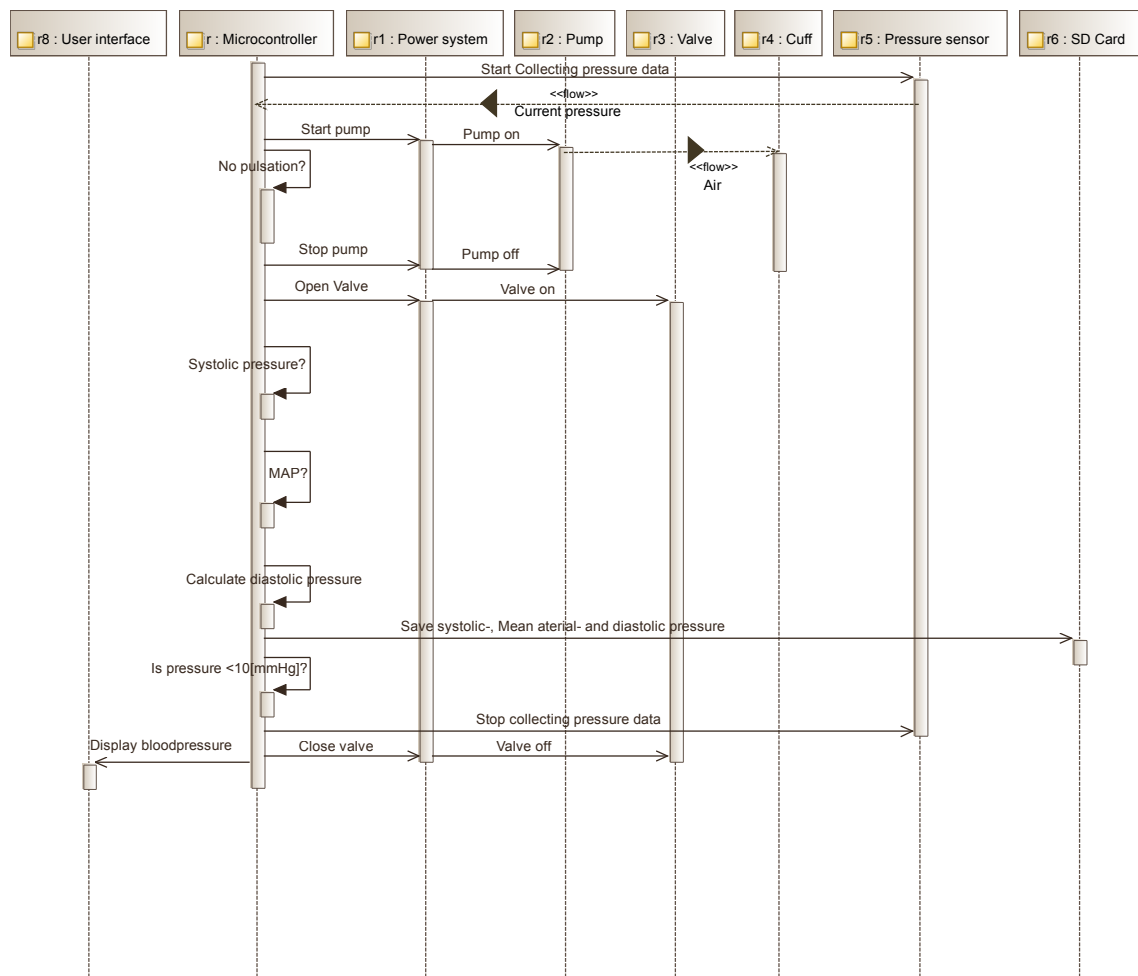 r8 : User interface
r : Microcontroller
r1 : Power system
r2 : Pump
r3 : Valve
r4 : Cuff
r5 : Pressure sensor
r6 : SD Card
Start Collecting pressure data
<<flow>>
Current pressure
Start pump
Pump on
No pulsation?
<<flow>>
Air
Stop pump
Pump off
Open Valve
Valve on
Systolic pressure?
MAP?
Calculate diastolic pressure
Save systolic-, Mean aterial- and diastolic pressure
Is pressure <10[mmHg]?
Stop collecting pressure data
Display bloodpressure
Close valve
Valve off